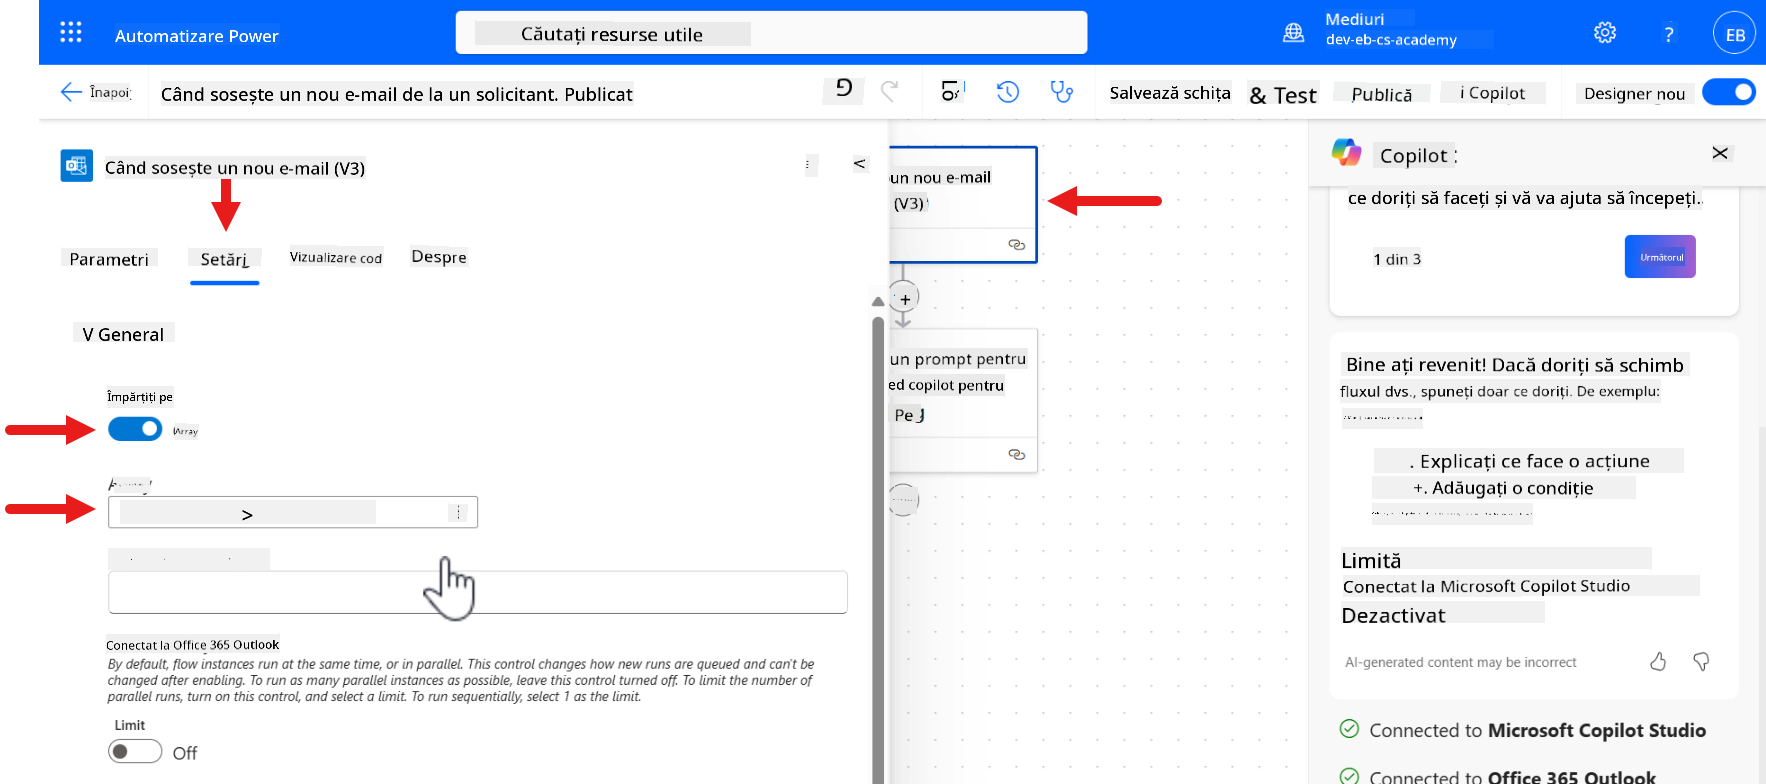 Automatizare Power
Căutați resurse utile
Mediuri
dev-eb-cs-academy
?
EB
Înapoi
Când sosește un nou e-mail de la un solicitant. Publicat
Salvează schița
& Test
Publică
i Copilot
Designer nou
Când sosește un nou e-mail (V3)
<
Parametri
Setări
Vizualizare cod
Despre
V General
Împărțiți pe
Array
>
Conectat la Office 365 Outlook
By default, flow instances run at the same time, or in parallel. This control changes how new runs are queued and can't be
changed after enabling. To run as many parallel instances as possible, leave this control turned off. To limit the number of
parallel runs, turn on this control, and select a limit. To run sequentially, select 1 as the limit.
Limit
Off
un nou e-mail
(V3)
+
un prompt pentru
ed copilot pentru
Pe
Copilot :
ce doriți să faceți și vă va ajuta să începeți..
1 din 3
Următorul
Bine ați revenit! Dacă doriți să schimb
fluxul dvs., spuneți doar ce doriți. De exemplu:
. Explicați ce face o acțiune
+. Adăugați o condiție
Limită
Conectat la Microsoft Copilot Studio
Dezactivat
AI-generated content may be incorrect
Connected to Microsoft Copilot Studio
Connected to Office 365 Outlook